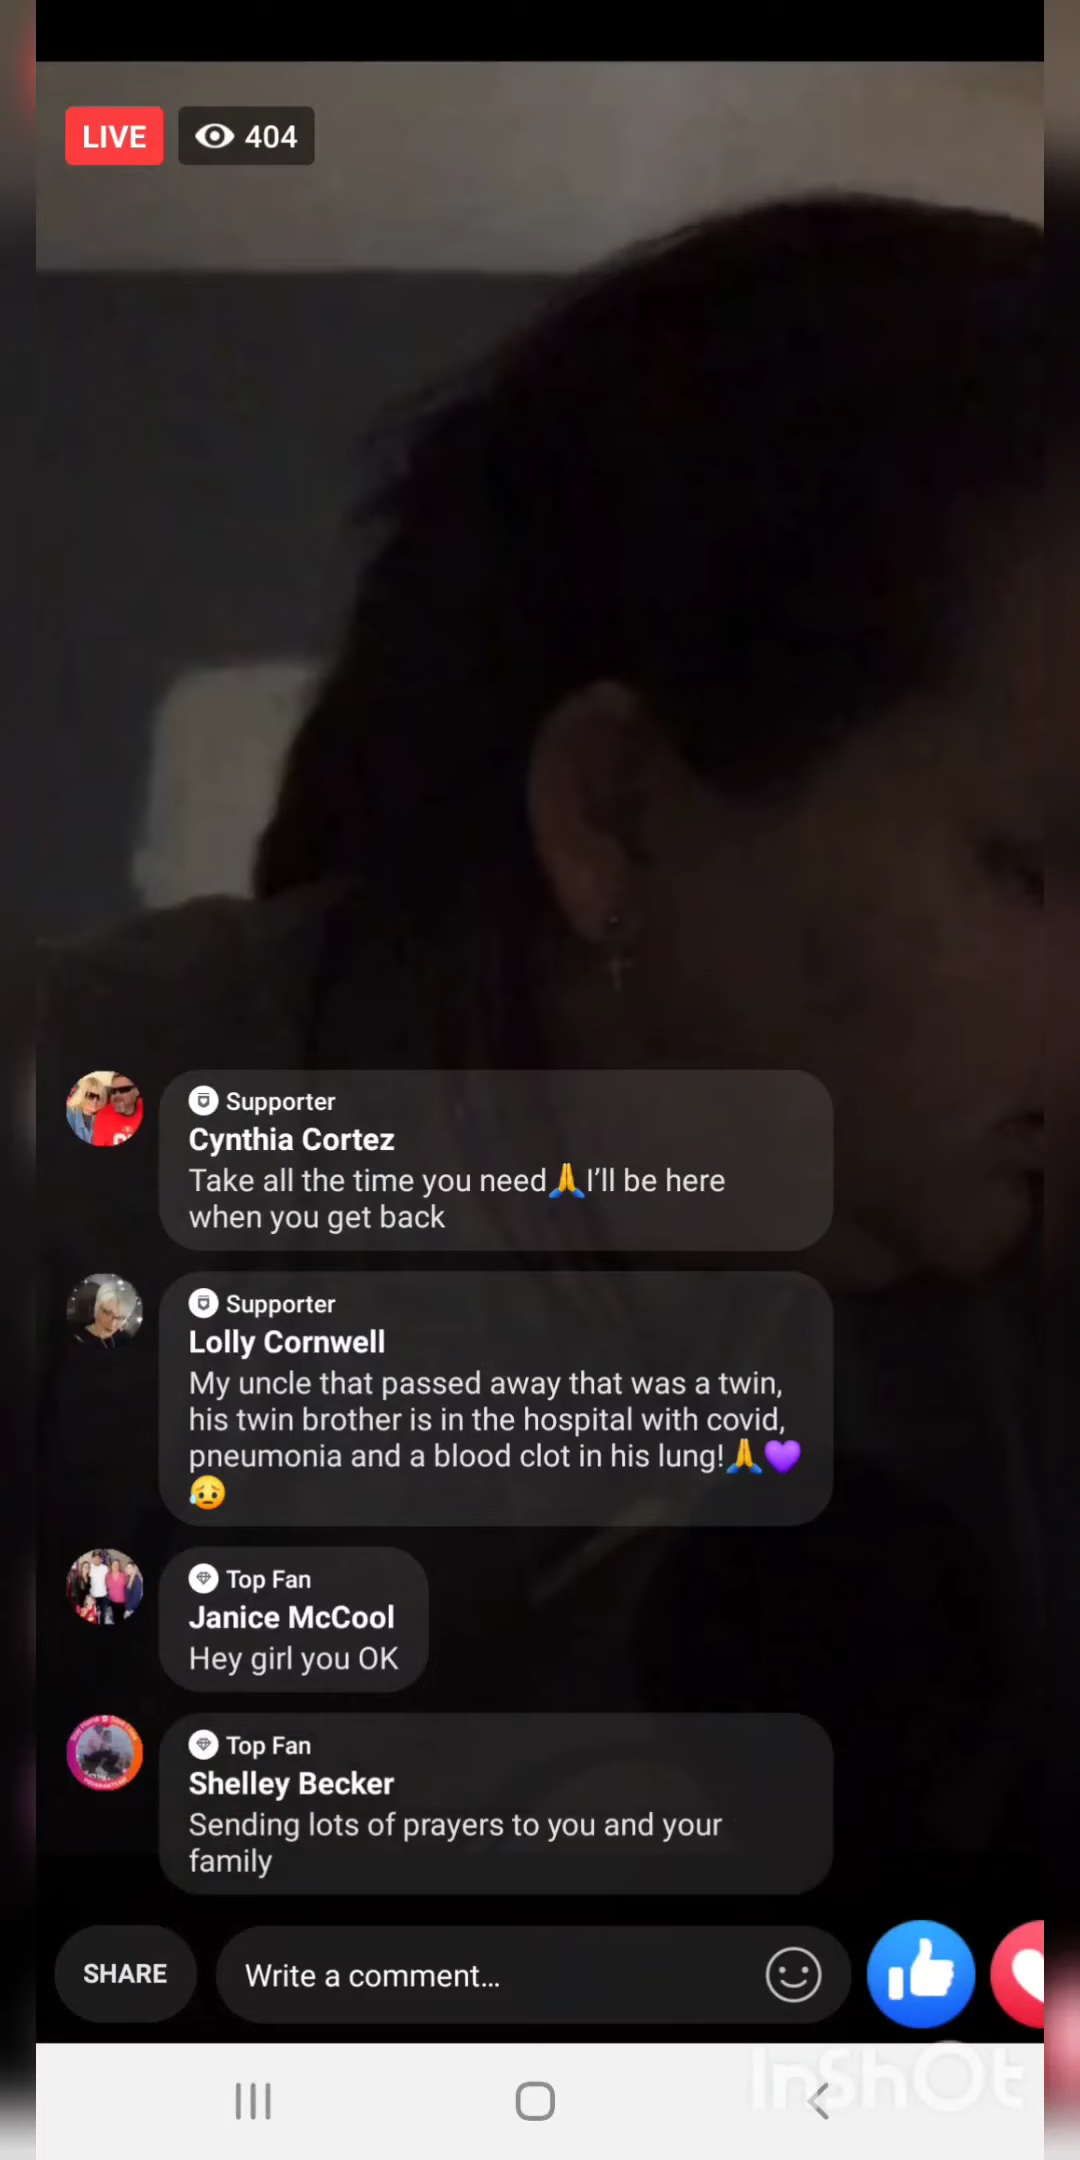 LIVE
404
Supporter
Cynthia Cortez
Take all the time you need🙏I’ll be here
when you get back
Supporter
Lolly Cornwell
My uncle that passed away that was a twin,
his twin brother is in the hospital with covid,
pneumonia and a blood clot in his lung!🙏💜
😥
Top Fan
Janice McCool
Hey girl you OK
Top Fan
Shelley Becker
Sending lots of prayers to you and your
family
SHARE
Write a comment...
InShOt